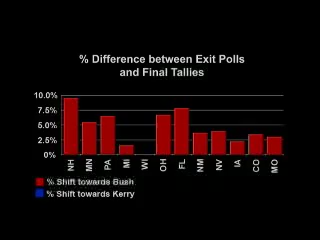 % Difference between Exit Polls
and Final Tallies
10.0%
7.5%
5.0%
2.5%
0%
NH MN PA MI WI OH FL NM NV IA CO MO
% Shift towards Bush
% Shift towards Kerry